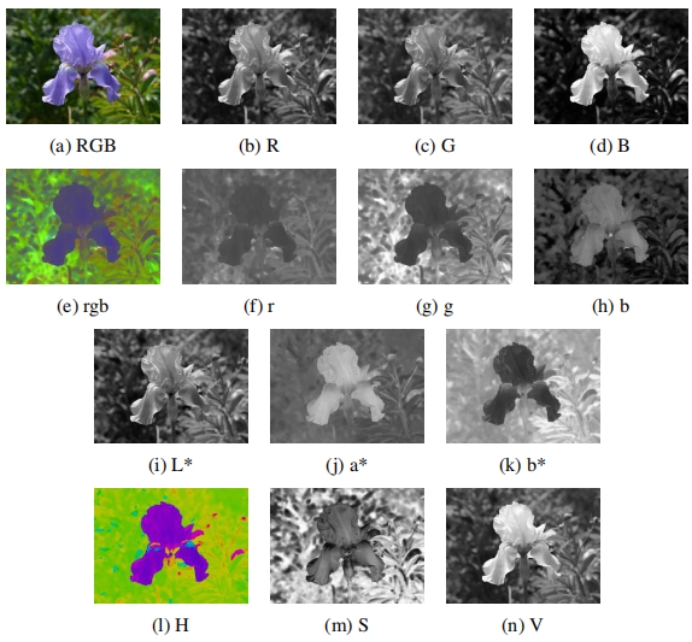 (a) RGB
(b) R
(c) G
(d) B
(e) rgb
(f) r
(g) g
(h) b
(i) L*
(j) a*
(k) b*
(l) H
(m) S
(n) V